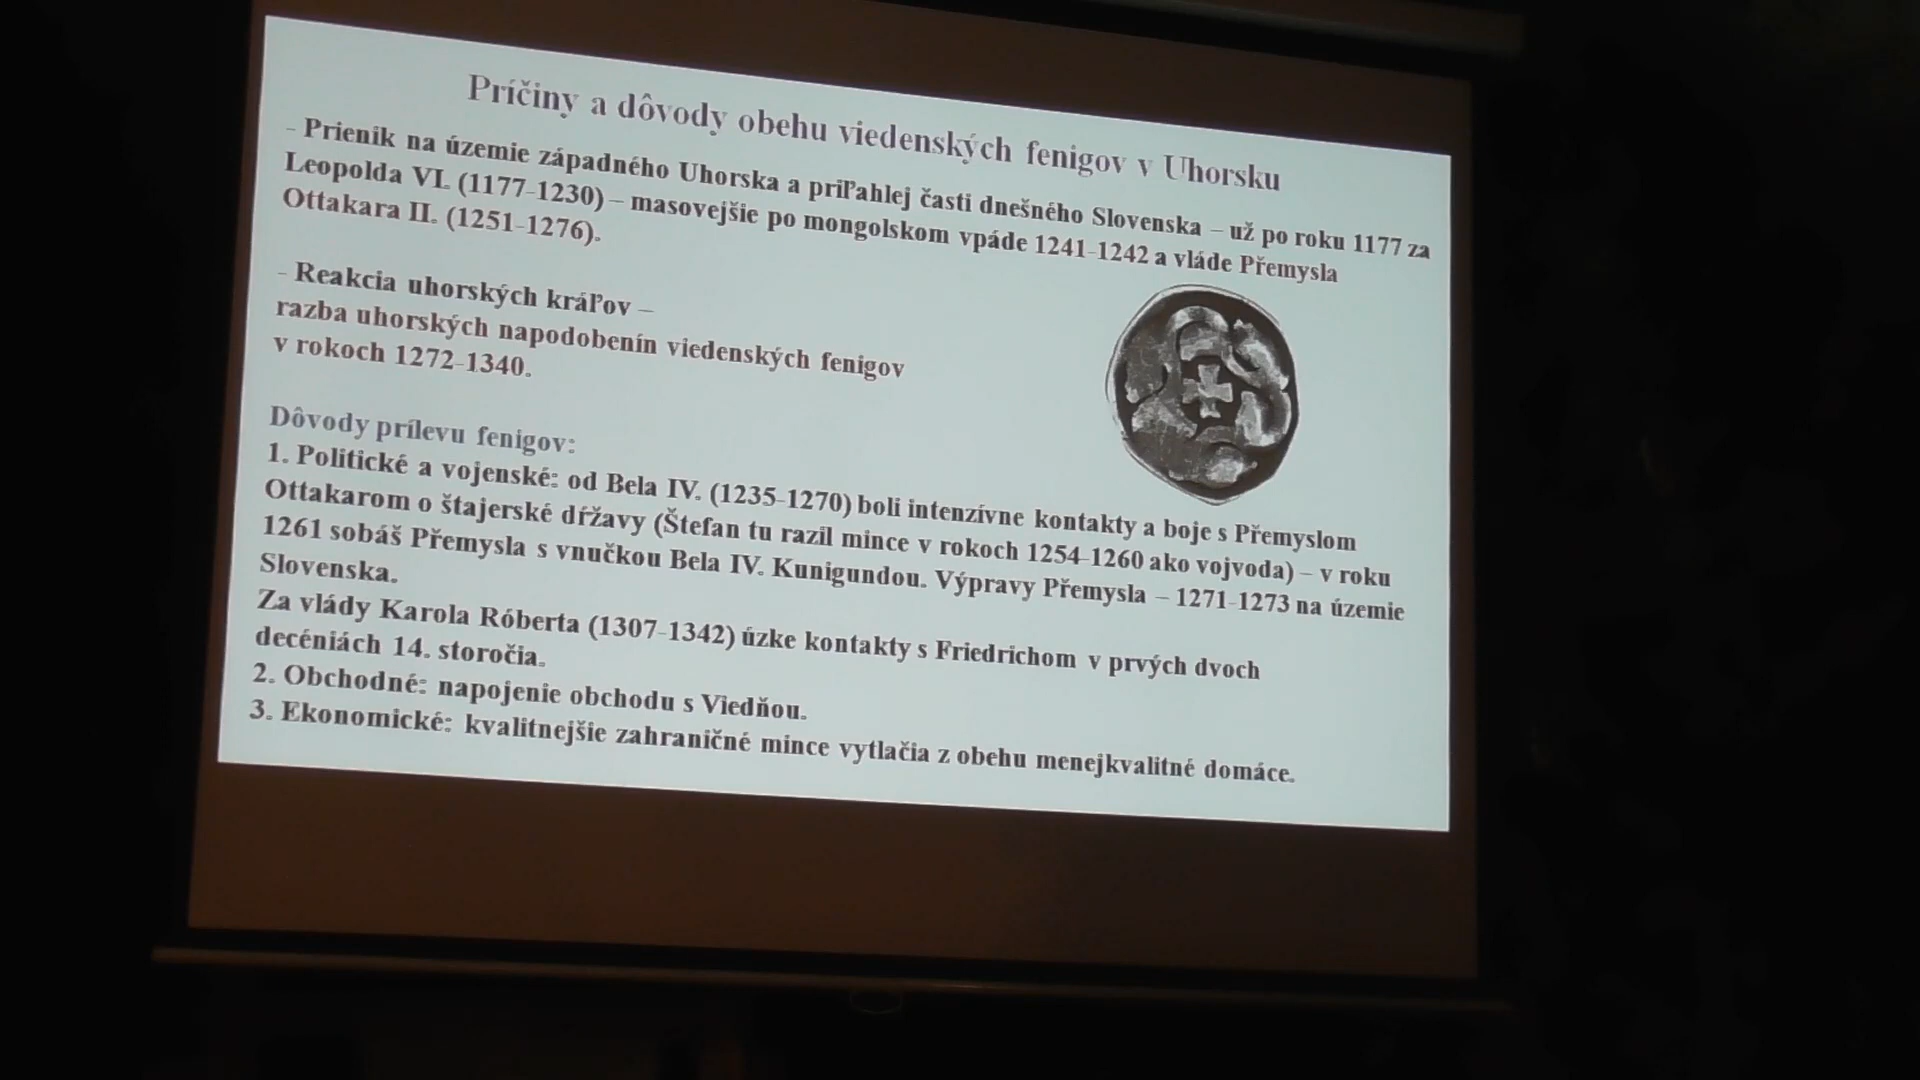 Príčiny a dôvody obehu viedenských fenigov v Uhorsku
- Prienik na územie západného Uhorska a priľahlej časti dnešného Slovenska – už po roku 1177 za
Leopolda VI. (1177-1230) – masovejšie po mongolskom vpáde 1241-1242 a vláde Přemysla
Ottakara II. (1251-1276).
- Reakcia uhorských kráľov –
razba uhorských napodobenín viedenských fenigov
v rokoch 1272-1340.
Dôvody prílevu fenigov:
1. Politické a vojenské: od Bela IV. (1235-1270) boli intenzívne kontakty a boje s Přemyslom
Ottakarom o štajerské dŕžavy (Štefan tu razil mince v rokoch 1254-1260 ako vojvoda) – v roku
1261 sobáš Přemysla s vnučkou Bela IV. Kunigundou. Výpravy Přemysla – 1271-1273 na územie
Slovenska.
Za vlády Karola Róberta (1307-1342) úzke kontakty s Friedrichom v prvých dvoch
decéniách 14. storočia.
2. Obchodné: napojenie obchodu s Viedňou.
3. Ekonomické: kvalitnejšie zahraničné mince vytlačia z obehu menejkvalitné domáce.